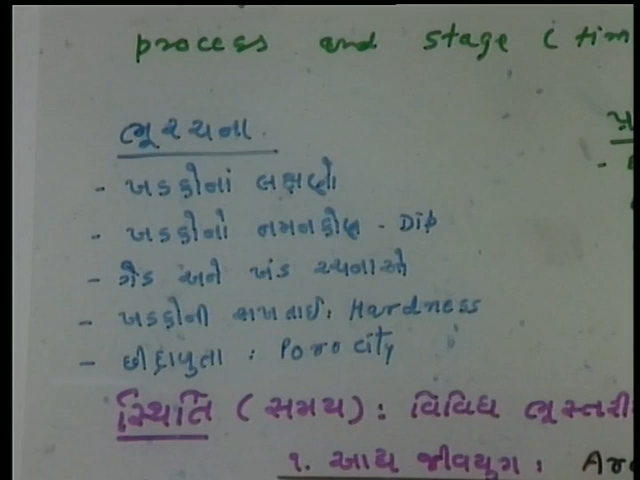 process and stage ( tim
ભૂરચના
- ખડકોનાં લક્ષણો
- ખડકોનો નમનકોણ - Dip
- ગેડ અને ખંડ રચનાઓ
- ખડકોની સખતાઈ : Hardness
- છીદ્રાળુતા : Porocity
સ્થિતિ ( સમય ) : વિવિધ ભૂસ્તરી
૧. આદ્ય જીવયુગ :